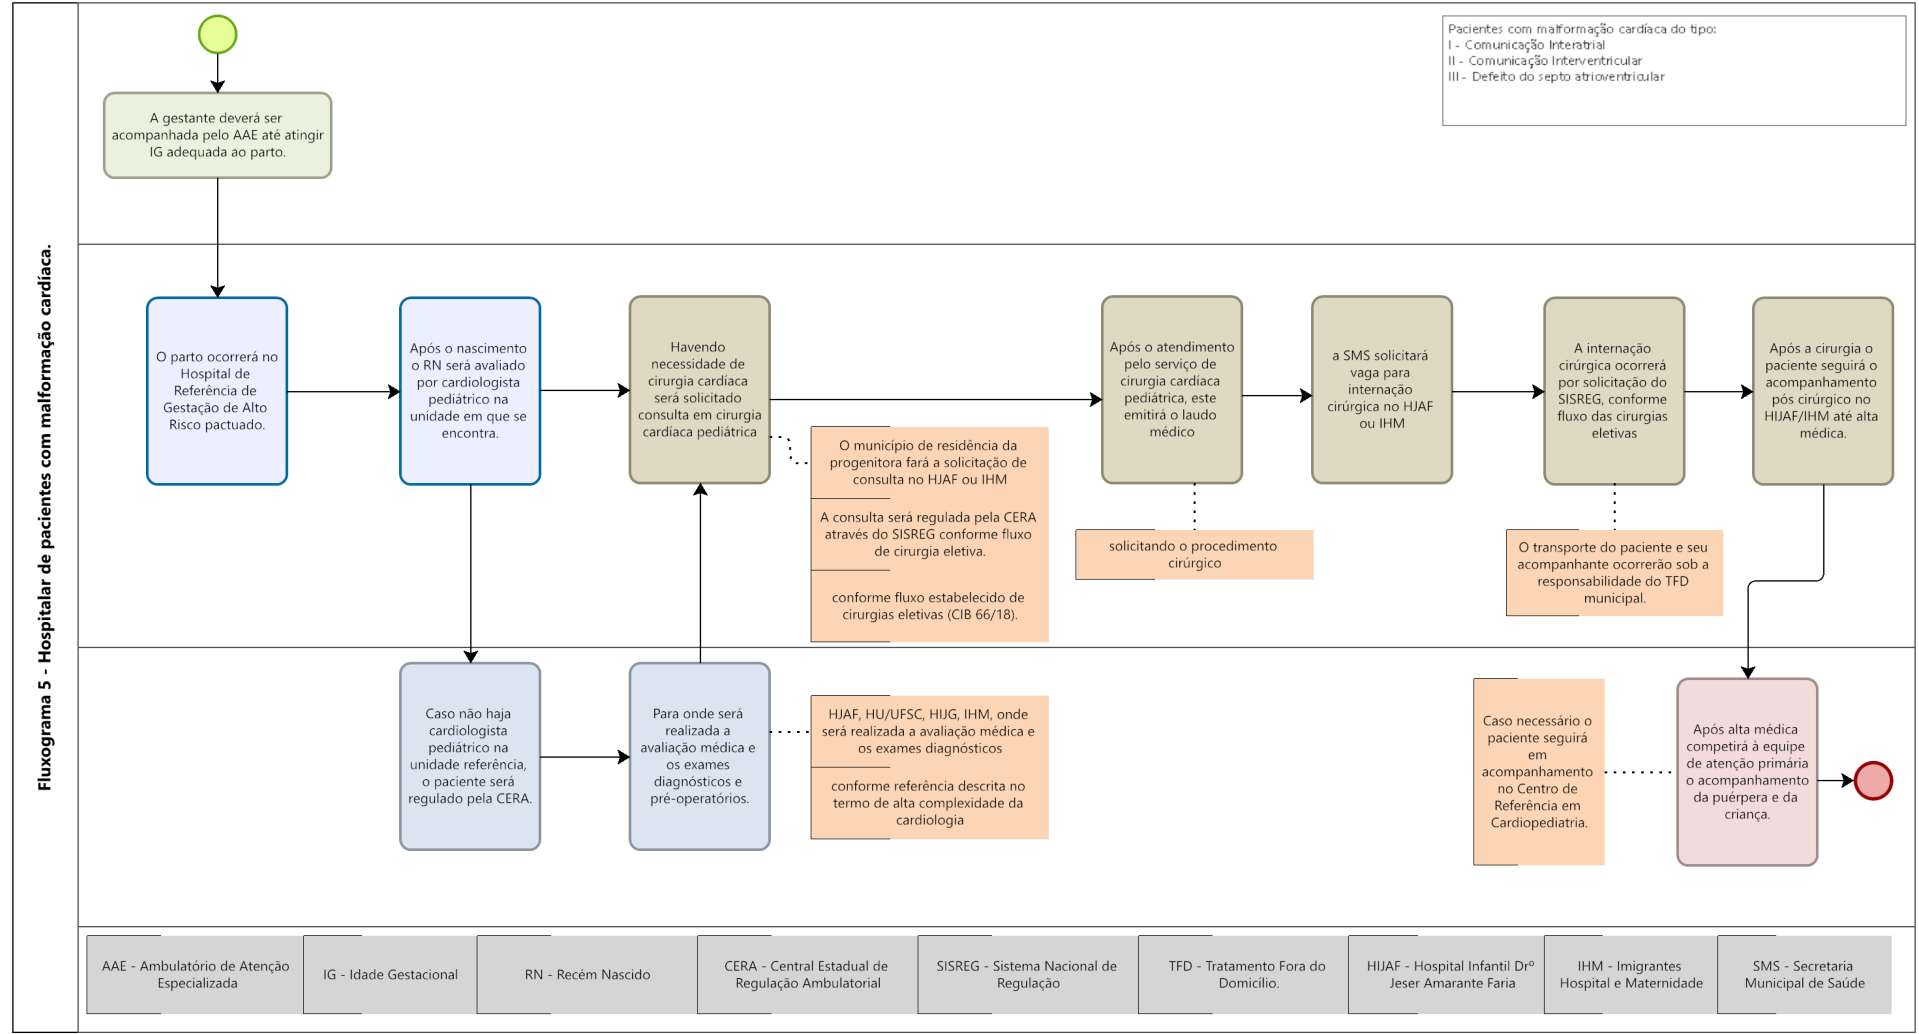 Fluxograma 5 - Hospitalar de pacientes com malformação cardíaca.
Pacientes com malformação cardíaca do tipo:
I - Comunicação Interatrial
II - Comunicação Interventricular
III - Defeito do septo atrioventricular
A gestante deverá ser
acompanhada pelo AAE até atingir
IG adequada ao parto.
O parto ocorrerá no
Hospital de
Referência de
Gestação de Alto
Risco pactuado.
Após o nascimento
o RN será avaliado
por cardiologista
pediátrico na
unidade em que se
encontra.
Havendo
necessidade de
cirurgia cardíaca
será solicitado
consulta em cirurgia
cardíaca pediátrica
O município de residência da
progenitora fará a solicitação de
consulta no HJAF ou IHM
A consulta será regulada pela CERA
através do SISREG conforme fluxo
de cirurgia eletiva.
conforme fluxo estabelecido de
cirurgias eletivas (CIB 66/18).
Após o atendimento
pelo serviço de
cirurgia cardíaca
pediátrica, este
emitirá o laudo
médico
solicitando o procedimento
cirúrgico
a SMS solicitará
vaga para
internação
cirúrgica no HJAF
ou IHM
A internação
cirúrgica ocorrerá
por solicitação do
SISREG, conforme
fluxo das cirurgias
eletivas
O transporte do paciente e seu
acompanhante ocorrerão sob a
responsabilidade do TFD
municipal.
Após a cirurgia o
paciente seguirá o
acompanhamento
pós cirúrgico no
HIJAF/IHM até alta
médica.
Caso não haja
cardiologista
pediátrico na
unidade referência,
o paciente será
regulado pela CERA.
Para onde será
realizada a
avaliação médica e
os exames
diagnósticos e
pré-operatórios.
HJAF, HU/UFSC, HIJG, IHM, onde
será realizada a avaliação médica e
os exames diagnósticos
conforme referência descrita no
termo de alta complexidade da
cardiologia
Caso necessário o
paciente seguirá
em
acompanhamento
no Centro de
Referência em
Cardiopediatria.
Após alta médica
competirá à equipe
de atenção primária
o acompanhamento
da puérpera e da
criança.
AAE - Ambulatório de Atenção
Especializada
IG - Idade Gestacional
RN - Recém Nascido
CERA - Central Estadual de
Regulação Ambulatorial
SISREG - Sistema Nacional de
Regulação
TFD - Tratamento Fora do
Domicílio.
HIJAF - Hospital Infantil Drº
Jeser Amarante Faria
IHM - Imigrantes
Hospital e Maternidade
SMS - Secretaria
Municipal de Saúde